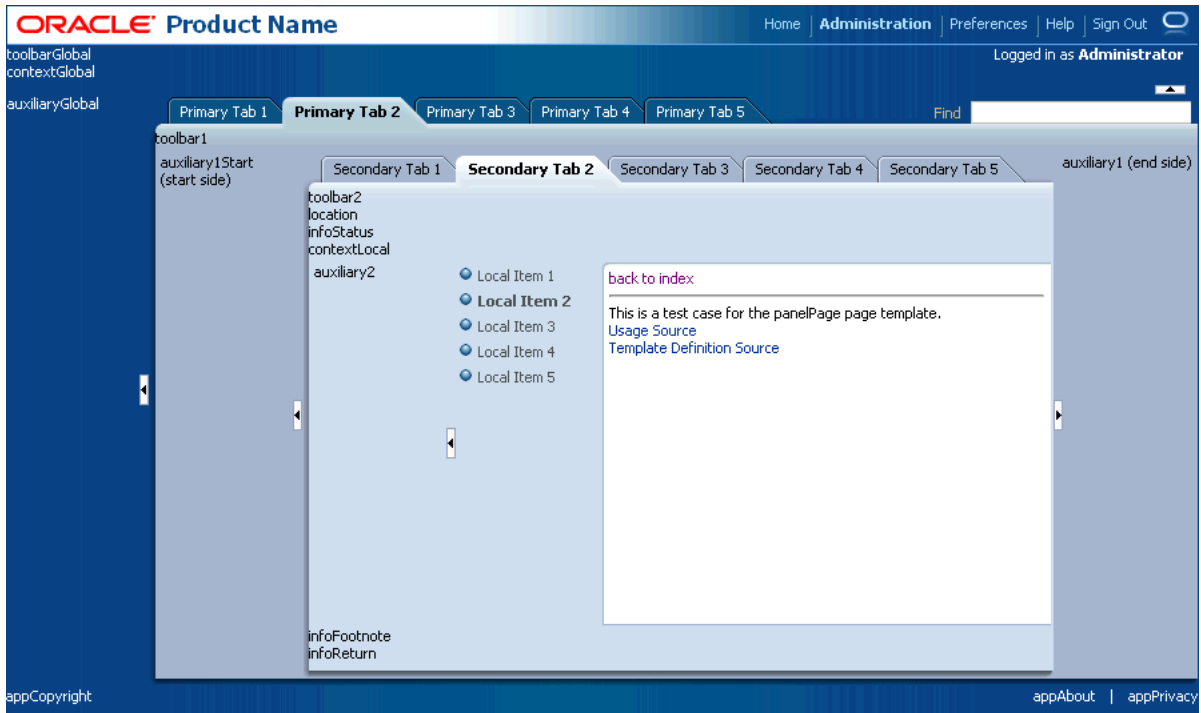 ORACLE Product Name
Home | Administration | Preferences | Help | Sign Out
toolbarGlobal
contextGlobal
Logged in as Administrator
auxiliaryGlobal
Primary Tab 1 Primary Tab 2 Primary Tab 3 Primary Tab 4 Primary Tab 5
Find
toolbar1
auxiliary1Start
(start side)
Secondary Tab 1 Secondary Tab 2 Secondary Tab 3 Secondary Tab 4 Secondary Tab 5
auxiliary1 (end side)
toolbar2
location
infoStatus
contextLocal
auxiliary2
Local Item 1
Local Item 2
Local Item 3
Local Item 4
Local Item 5
back to index
This is a test case for the panelPage page template.
Usage Source
Template Definition Source
infoFootnote
infoReturn
appCopyright
appAbout | appPrivacy